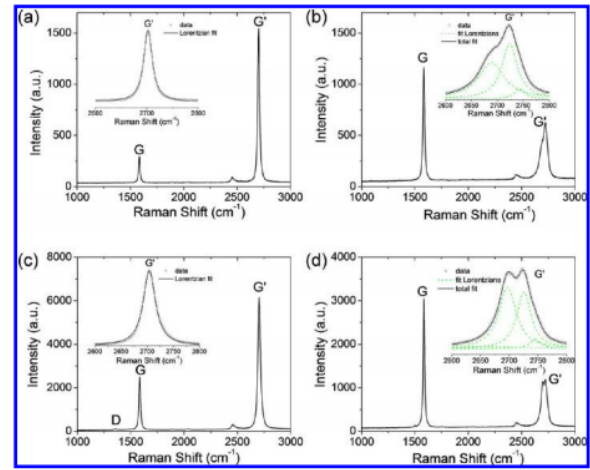 (a)
G'
data
Lorentzian fit
G'
2600 2700 2800
Raman Shift (cm-1)
G
1500
1000
500
0
Intensity (a.u.)
1000 1500 2000 2500 3000
Raman Shift (cm-1)
(b)
G'
data
fit Lorentzians
total fit
2600 2650 2700 2750 2800
Raman Shift (cm-1)
G
G'
1500
1000
500
0
Intensity (a.u.)
1000 1500 2000 2500 3000
Raman Shift (cm-1)
(c)
G'
data
Lorentzian fit
G'
2600 2650 2700 2750 2800
Raman Shift (cm-1)
G
D
8000
6000
4000
2000
0
Intensity (a.u.)
1000 1500 2000 2500 3000
Raman Shift (cm-1)
(d)
data
G'
fit Lorentzians
total fit
2600 2650 2700 2750 2800
Raman Shift (cm-1)
G
G'
4000
3000
2000
1000
0
Intensity (a.u.)
1000 1500 2000 2500 3000
Raman Shift (cm-1)